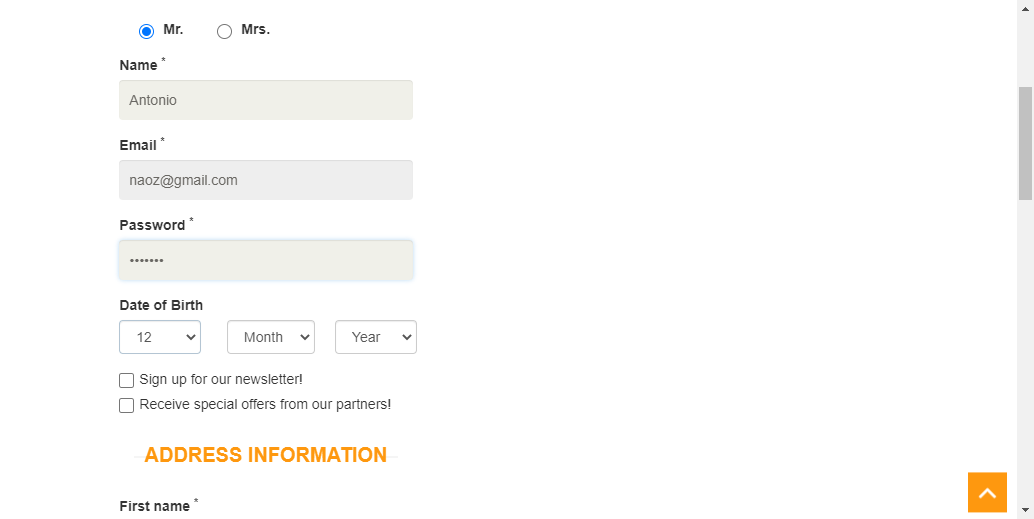 Mr. Mrs.
Name *
Antonio
Email *
naoz@gmail.com
Password *
•••••••
Date of Birth
12 Month Year
Sign up for our newsletter!
Receive special offers from our partners!
ADDRESS INFORMATION
First name *